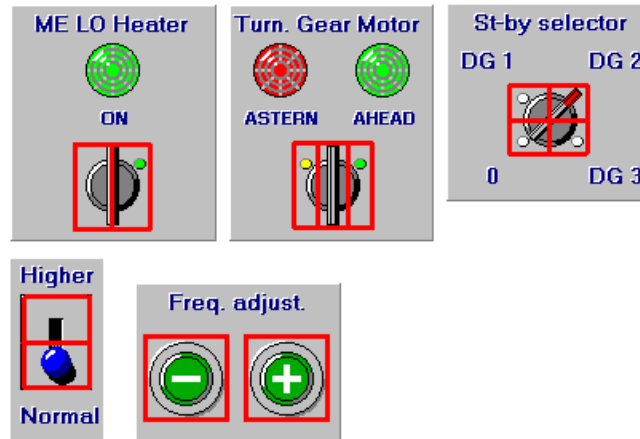 ME LO Heater
ON
Turn. Gear Motor
ASTERN AHEAD
St-by selector
DG 1 DG 2
0 DG 3
Higher
Normal
Freq. adjust.